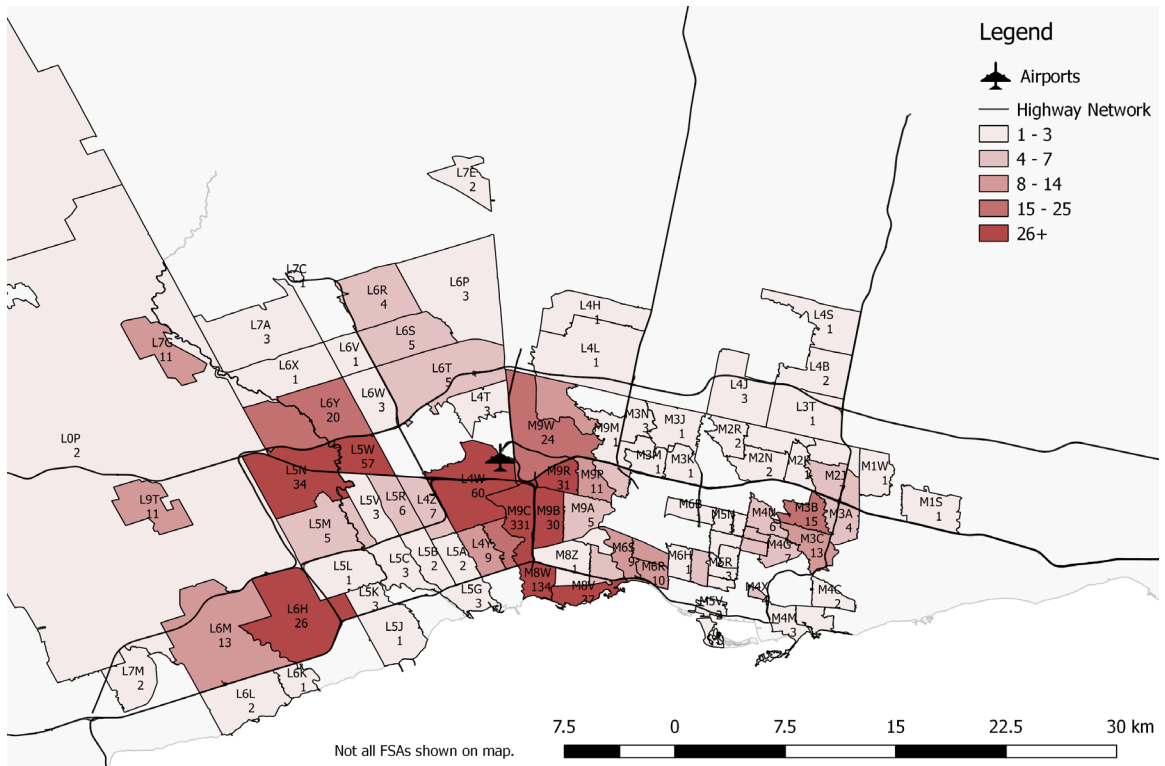 Legend
Airports
Highway Network
1 - 3
4 - 7
8 - 14
15 - 25
26+
L7E
2
L7C
1
L6R
4
L6P
3
L7A
3
L6S
5
L6V
1
L7G
11
L6X
1
L6T
5
L6W
3
L4T
3
L6Y
20
L4H
1
L4L
1
L4S
1
L4B
2
L4J
3
L3T
1
M9W
24
M9M
1
M3N
3
M3J
1
M2R
2
M3M
1
M3K
1
M2N
2
M2K
1
M2J
7
M1W
1
M1S
1
L0P
2
L5W
57
L5N
34
L4W
60
M9R
31
M9P
11
L9T
11
L5V
3
L5R
6
L4Z
7
M9C
331
M9B
30
M9A
5
M6B
M5N
M4N
6
M3B
15
M3A
4
L5M
5
L5C
3
L5B
2
L5A
2
L4Y
9
M8Z
1
M6S
9
M6R
10
M6H
1
M5R
3
M4G
7
M3C
13
L5L
1
L5K
3
L5G
3
M8W
134
M8V
37
M5V
2
M4X
4
M4C
2
M4M
3
L6H
26
L6M
13
L5J
1
L7M
2
L6K
1
L6L
2
Not all FSAs shown on map.
7.5 0 7.5 15 22.5 30 km